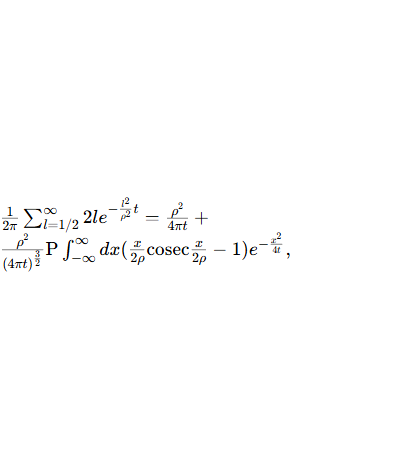 $\frac{1}{2\pi} \sum_{l=1/2}^{\infty} 2le^{-\frac{l^2}{\rho^2}t} = \frac{\rho^2}{4\pi t} +$
$\frac{\rho^2}{(4\pi t)^{\frac{3}{2}}} \mathrm{P} \int_{-\infty}^{\infty} dx (\frac{x}{2\rho} \mathrm{cosec} \frac{x}{2\rho} - 1) e^{-\frac{x^2}{4t}},$